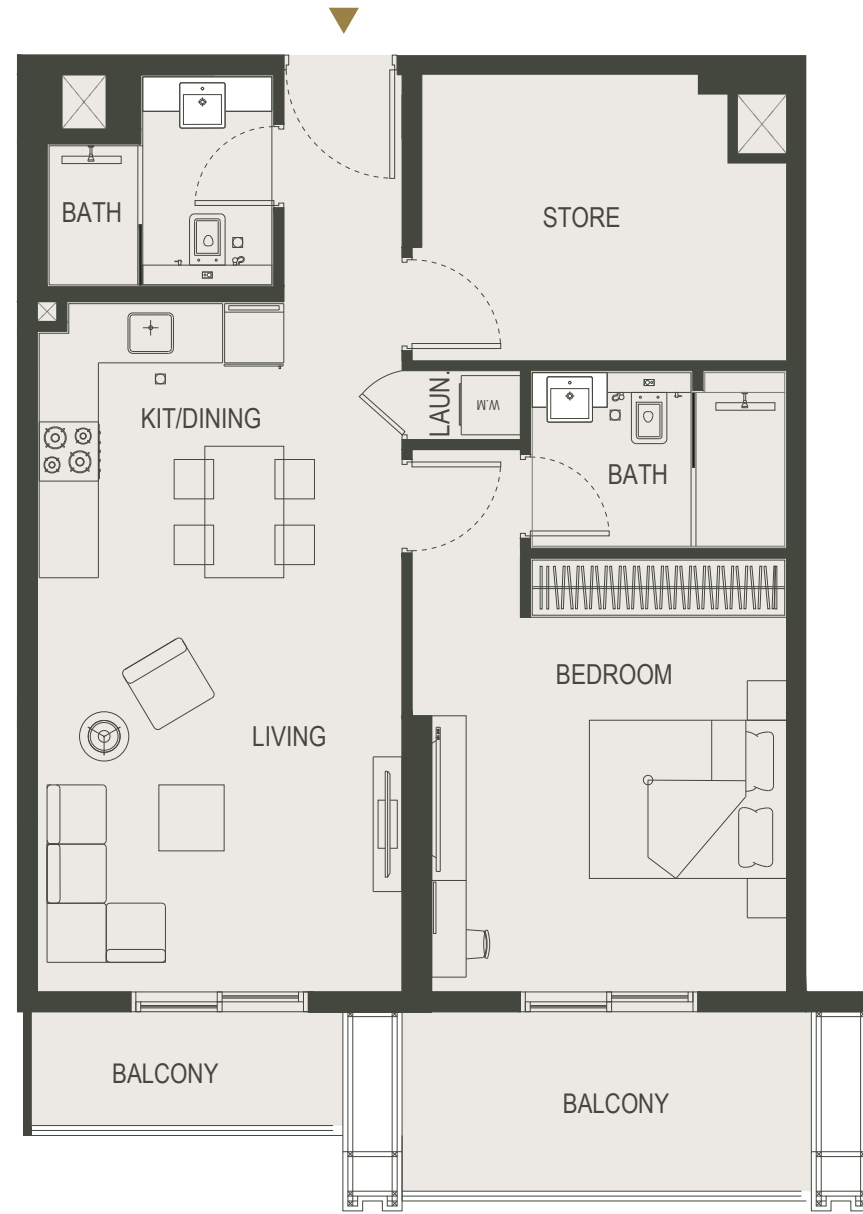 BATH
STORE
KIT/DINING
LAUN.
W.M
BATH
BEDROOM
LIVING
BALCONY
BALCONY